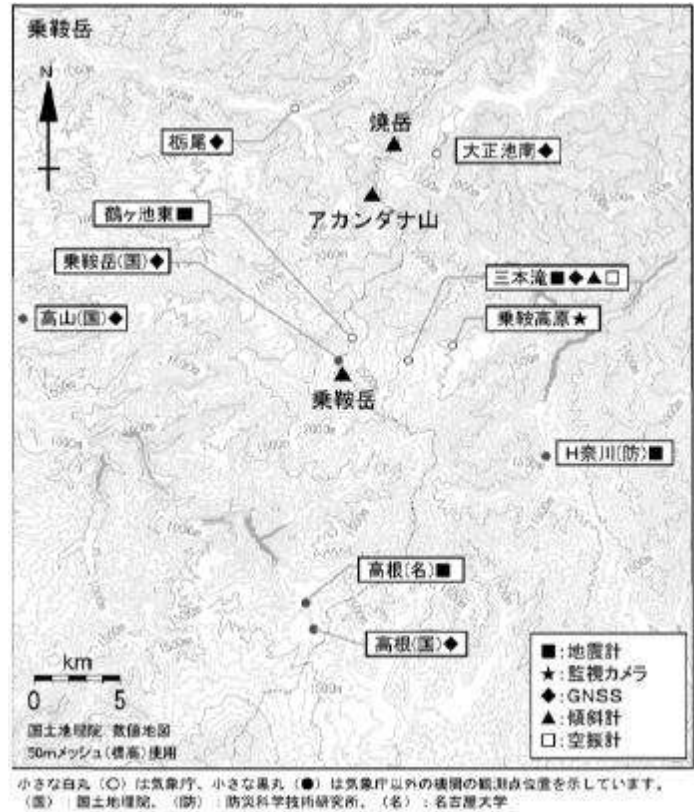 乗鞍岳
N
焼岳
栃尾◆
大正池南◆
アカンダナ山
鶴ヶ池東■
乗鞍岳(国)◆
三本滝■◆▲□
高山(国)◆
乗鞍高原★
乗鞍岳
H奈川(防)■
高根(名)■
高根(国)◆
km
0 5
国土地理院 数値地図
50mメッシュ(標高)使用
■:地震計
★:監視カメラ
◆:GNSS
▲:傾斜計
□:空振計
小さな白丸(○)は気象庁、小さな黒丸(●)は気象庁以外の機関の観測点位置を示しています。
(国):国土地理院、(防):防災科学技術研究所、(名):名古屋大学